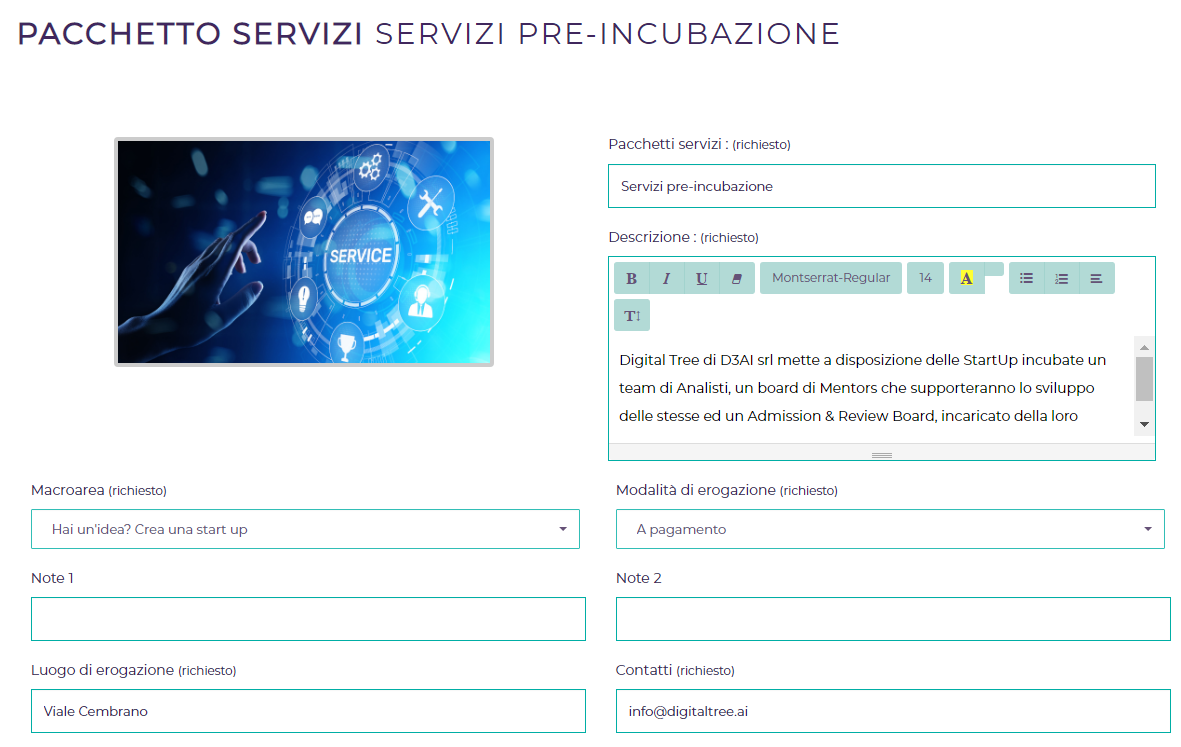 PACCHETTO SERVIZI SERVIZI PRE-INCUBAZIONE
SERVICE
Pacchetti servizi : (richiesto)
Servizi pre-incubazione
Descrizione : (richiesto)
B I U Montserrat-Regular 14 A
T
Digital Tree di D3AI srl mette a disposizione delle StartUp incubate un
team di Analisti, un board di Mentors che supporteranno lo sviluppo
delle stesse ed un Admission & Review Board, incaricato della loro
Macroarea (richiesto)
Modalità di erogazione (richiesto)
Hai un'idea? Crea una start up
A pagamento
Note 1
Note 2
Luogo di erogazione (richiesto)
Contatti (richiesto)
Viale Cembrano
info@digitaltree.ai